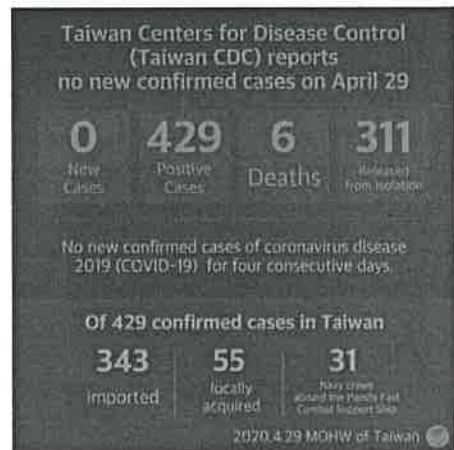 Taiwan Centers for Disease Control
(Taiwan CDC) reports
no new confirmed cases on April 29
0 429 6 311
New Cases
Positive Cases
Deaths
Released from Isolation
No new confirmed cases of coronavirus disease
2019 (COVID-19) for four consecutive days.
Of 429 confirmed cases in Taiwan
343 55 31
imported
locally acquired
Navy crews
aboard the Panshi Fast
Combat Support Ship
2020.4.29 MOHW of Taiwan